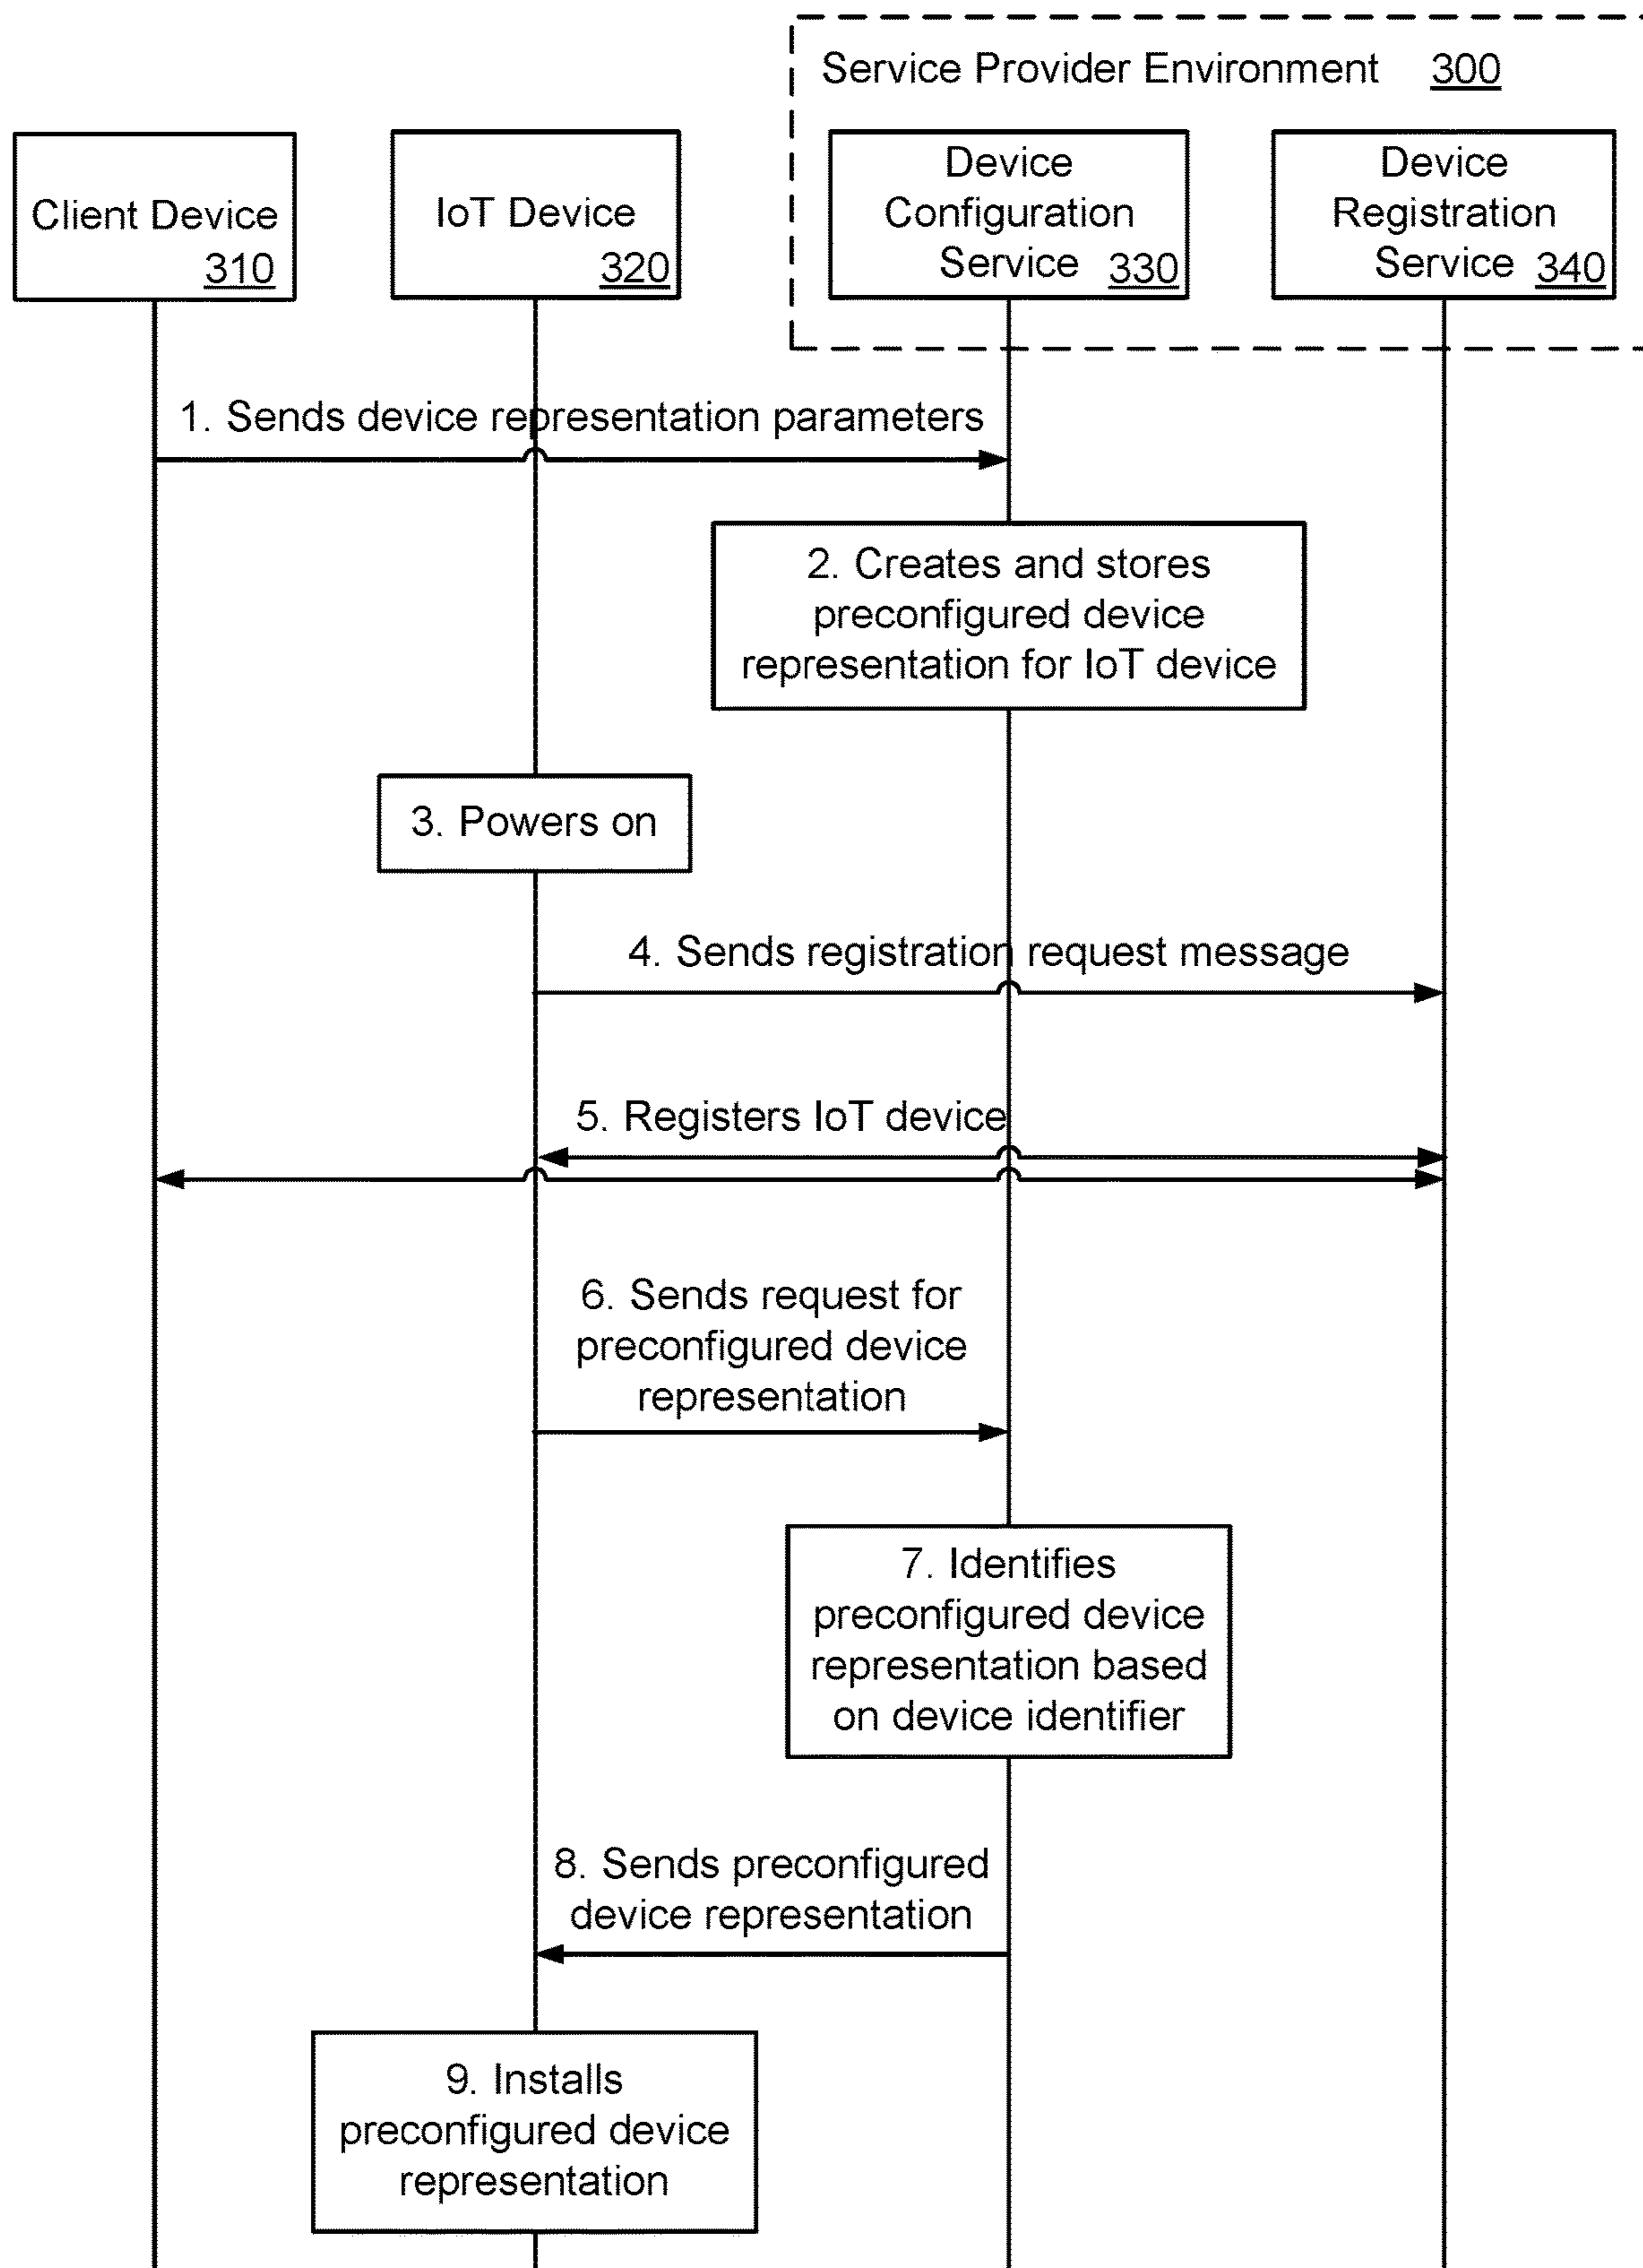 Service Provider Environment 300
Client Device
310
IoT Device
320
Device
Configuration
Service 330
Device
Registration
Service 340
1. Sends device representation parameters
2. Creates and stores
preconfigured device
representation for IoT device
3. Powers on
4. Sends registration request message
5. Registers IoT device
6. Sends request for
preconfigured device
representation
7. Identifies
preconfigured device
representation based
on device identifier
8. Sends preconfigured
device representation
9. Installs
preconfigured device
representation